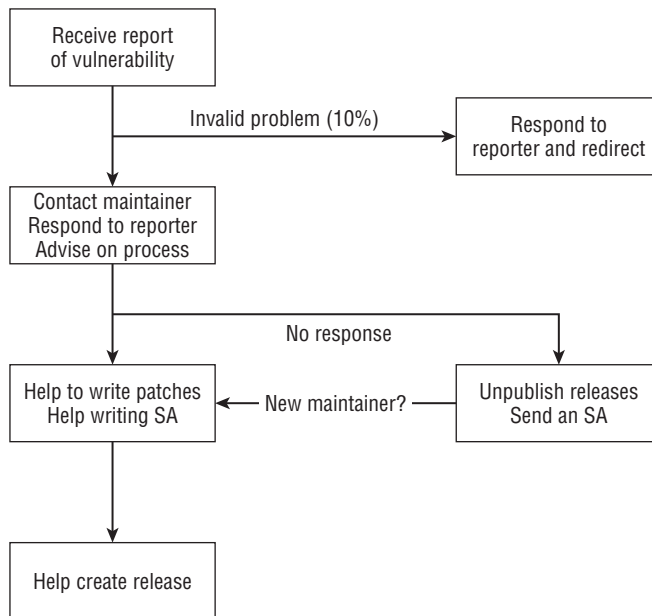 Receive report
of vulnerability
Invalid problem (10%)
Respond to
reporter and redirect
Contact maintainer
Respond to reporter
Advise on process
No response
Help to write patches
Help writing SA
New maintainer?
Unpublish releases
Send an SA
Help create release